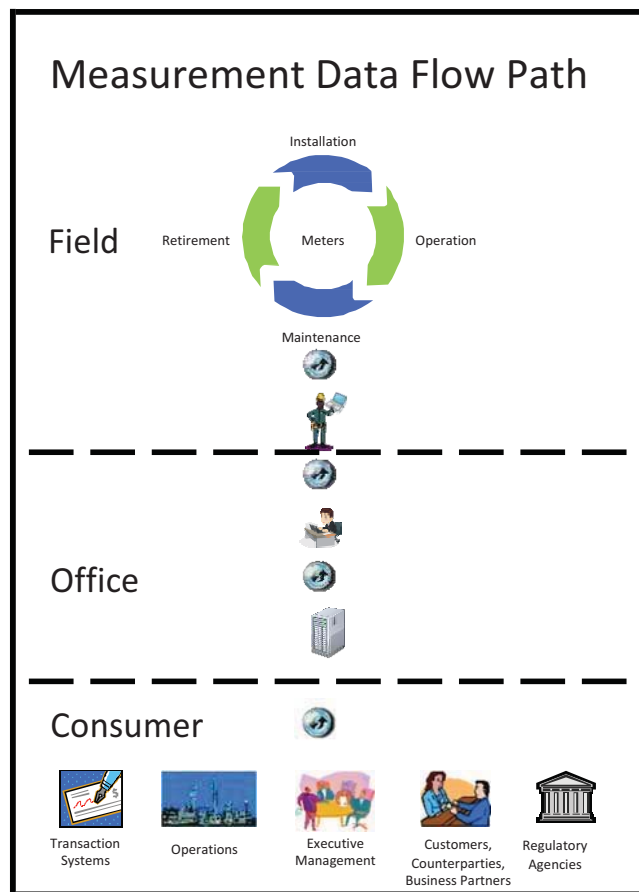 Measurement Data Flow Path
Installation
Field
Retirement
Meters
Operation
Maintenance
Office
Consumer
$
Transaction
Systems
Operations
Executive
Management
Customers,
Counterparties,
Business Partners
Regulatory
Agencies